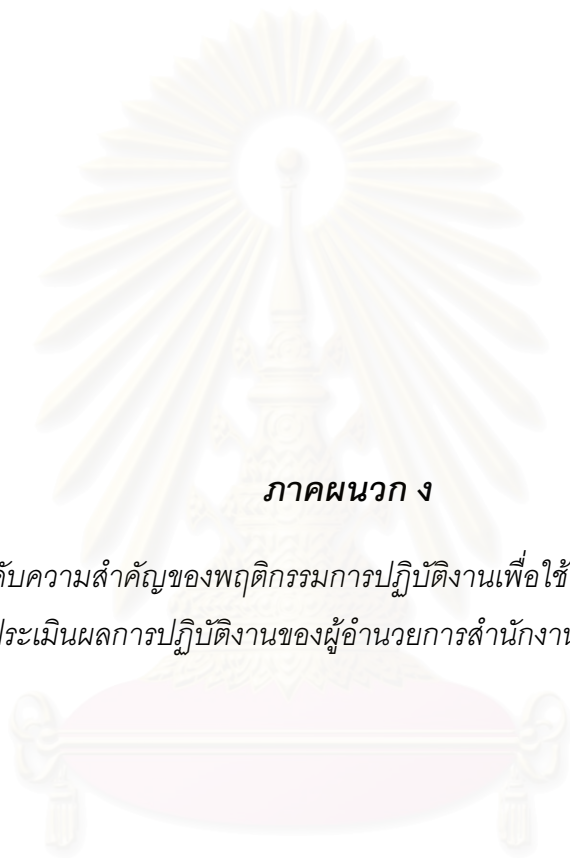 ภาคผนวก ง
ับความสำคัญของพฤติกรรมการปฏิบัติงานเพื่อใช้
ประเมินผลการปฏิบัติงานของผู้อำนวยการสำนักงาน